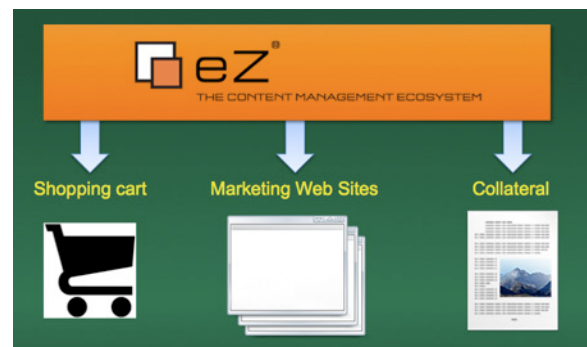 eZ®
THE CONTENT MANAGEMENT ECOSYSTEM
Shopping cart
Marketing Web Sites
Collateral